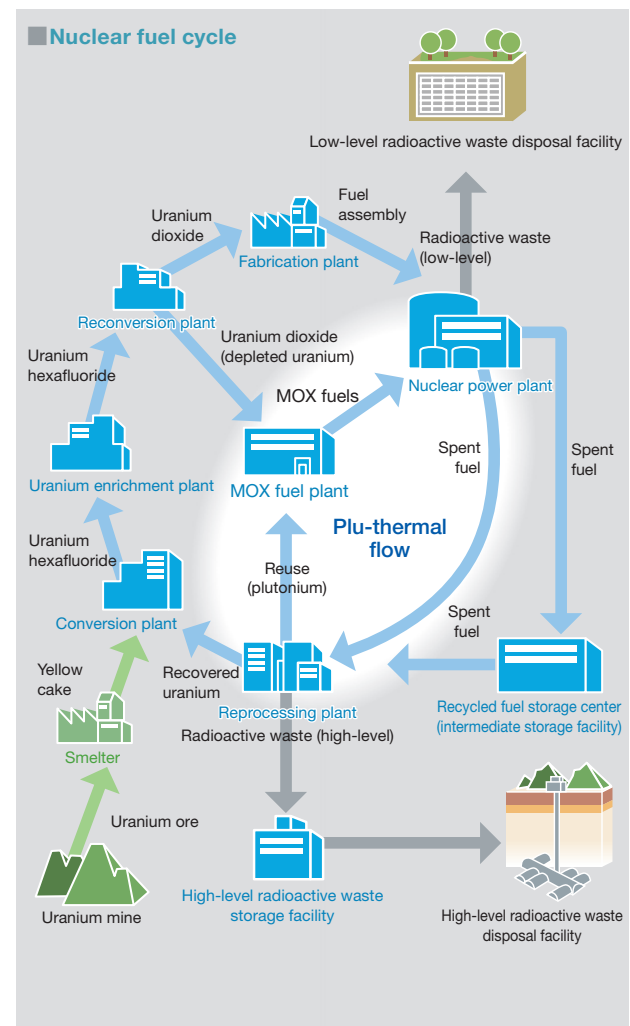 Nuclear fuel cycle
Low-level radioactive waste disposal facility
Fuel
assembly
Uranium
dioxide
Fabrication plant
Radioactive waste
(low-level)
Reconversion plant
Uranium dioxide
(depleted uranium)
Uranium
hexafluoride
MOX fuels
Nuclear power plant
Spent
fuel
Spent
fuel
Uranium enrichment plant
MOX fuel plant
Plu-thermal
flow
Uranium
hexafluoride
Reuse
(plutonium)
Conversion plant
Spent
fuel
Yellow
cake
Recovered
uranium
Reprocessing plant
Recycled fuel storage center
(intermediate storage facility)
Radioactive waste (high-level)
Smelter
Uranium ore
Uranium mine
High-level radioactive waste
storage facility
High-level radioactive waste
disposal facility